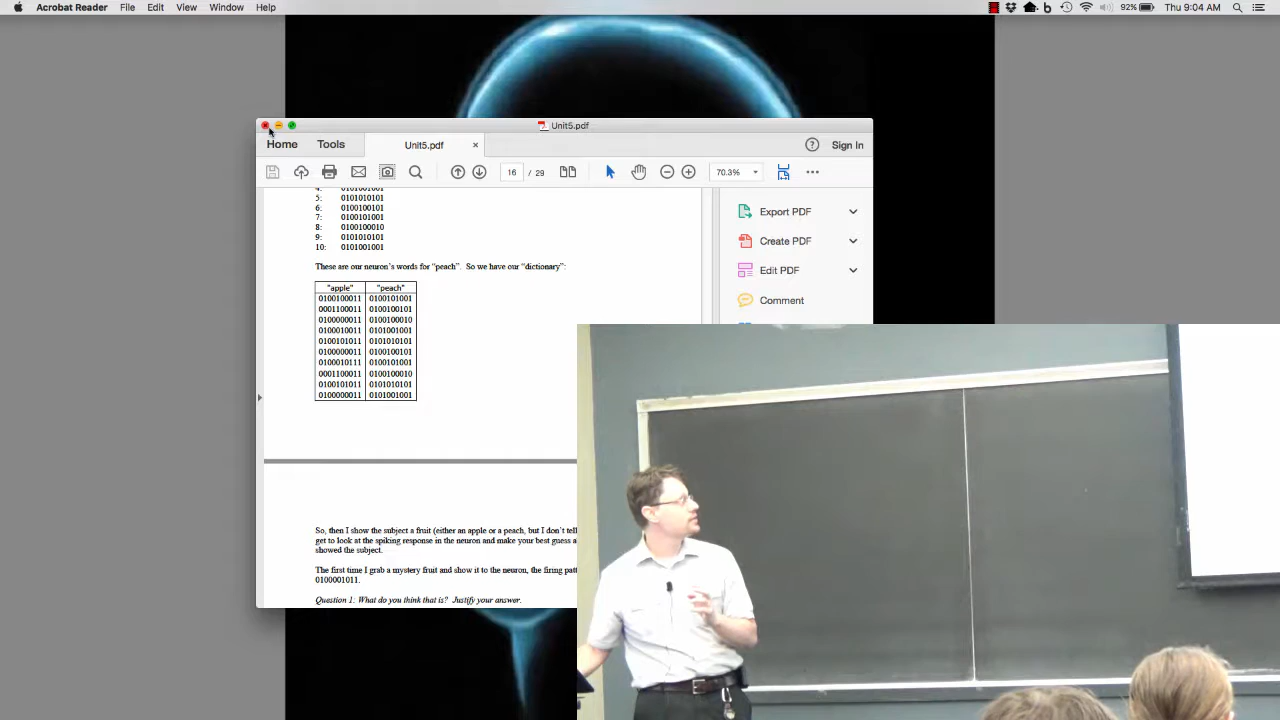 Acrobat Reader File Edit View Window Help 92% Thu 9:04 AM
Unit5.pdf
Home Tools Unit5.pdf × Sign In
16 / 29 70.3%
4: 0101001001
5: 0101010101
6: 0100100101
7: 0100101001
8: 0100100010
9: 0101010101
10: 0101001001
These are our neuron's words for "peach". So we have our "dictionary":
"apple" "peach"
0100100011 0100101001
0001100011 0100100101
0100000011 0100100010
0100010011 0101001001
0100101011 0101010101
0100000011 0100100101
0100010111 0100101001
0001100011 0100100010
0100101011 0101010101
0100000011 0101001001
So, then I show the subject a fruit (either an apple or a peach, but I don't tell
get to look at the spiking response in the neuron and make your best guess a
showed the subject.
The first time I grab a mystery fruit and show it to the neuron, the firing pat
0100001011.
Question 1: What do you think that is? Justify your answer.
Export PDF
Create PDF
Edit PDF
Comment